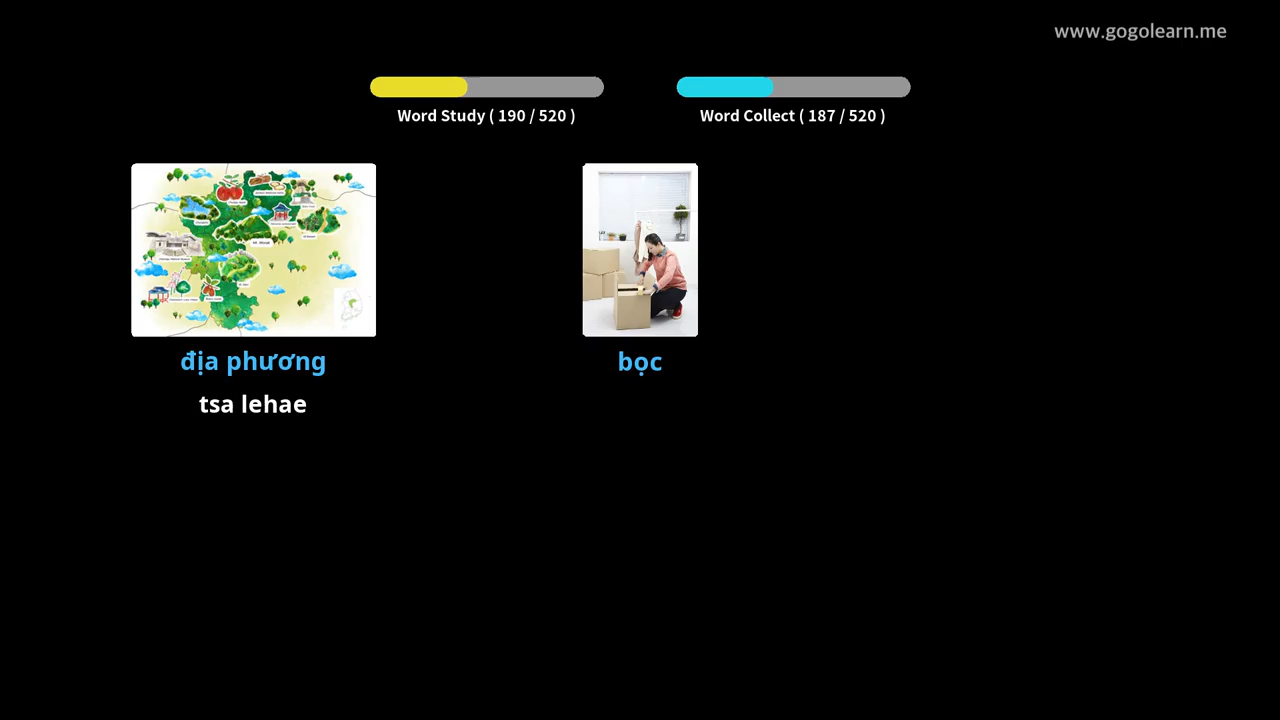 www.gogolearn.me
Word Study ( 190 / 520 )
Word Collect ( 187 / 520 )
địa phương
bọc
tsa lehae